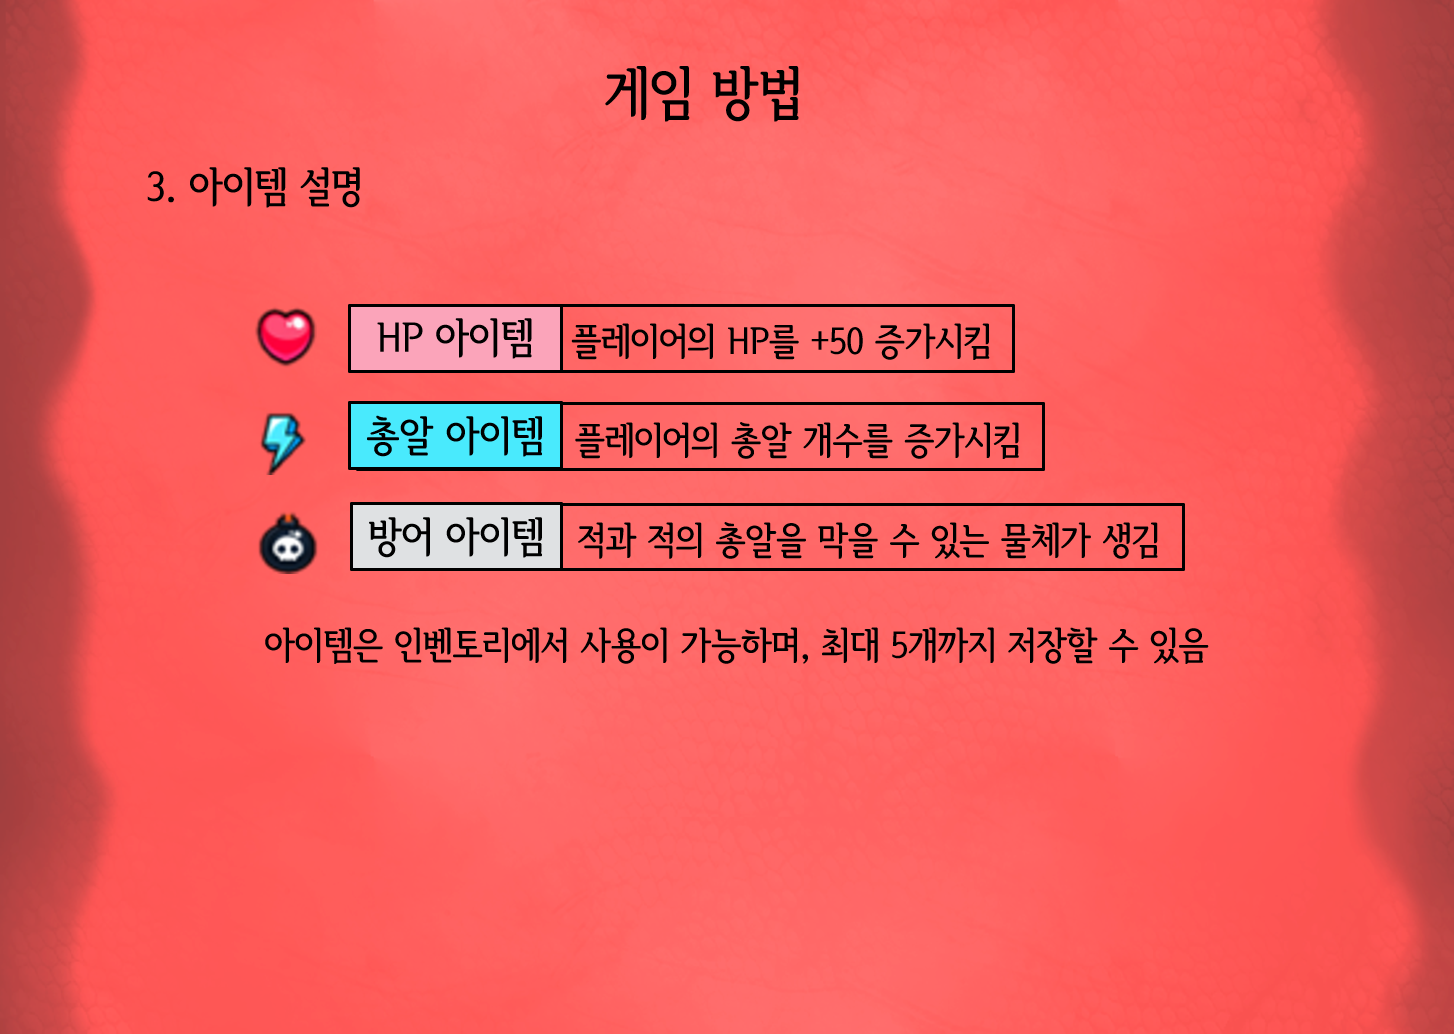 게임 방법
3. 아이템 설명
HP 아이템 플레이어의 HP를 +50 증가시킴
총알 아이템 플레이어의 총알 개수를 증가시킴
방어 아이템 적과 적의 총알을 막을 수 있는 물체가 생김
아이템은 인벤토리에서 사용이 가능하며, 최대 5개까지 저장할 수 있음